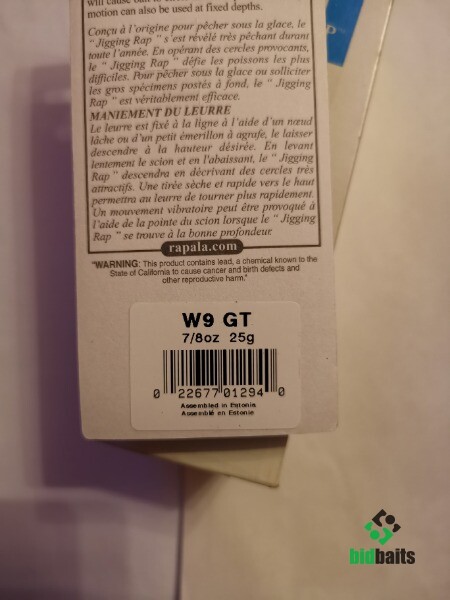 motion can also be used at fixed depths.
Conçu à l'origine pour pêcher sous la glace, le
"Jigging Rap" s'est révélé très pêchant durant
toute l'année. En opérant des cercles provocants,
le "Jigging Rap" défie les poissons les plus
difficiles. Pour pêcher sous la glace ou solliciter
les gros spécimens postés à fond, le "Jigging
Rap" est véritablement efficace.
MANIEMENT DU LEURRE
Le leurre est fixé à la ligne à l'aide d'un nœud
lâche ou d'un petit émerillon à agrafe, le laisser
descendre à la hauteur désirée. En levant
lentement le scion et en l'abaissant, le "Jigging
Rap" descendra en décrivant des cercles très
attractifs. Une tirée sèche et rapide vers le haut
permettra au leurre de tourner plus rapidement.
Un mouvement vibratoire peut être provoqué à
l'aide de la pointe du scion lorsque le "Jigging
Rap" se trouve à la bonne profondeur.
rapala.com
"WARNING: This product contains lead, a chemical known to the
State of California to cause cancer and birth defects and
other reproductive harm."
W9 GT
7/8oz 25g
0 22677 01294 0
Assembled in Estonia
Assemblé en Estonie
bidbaits